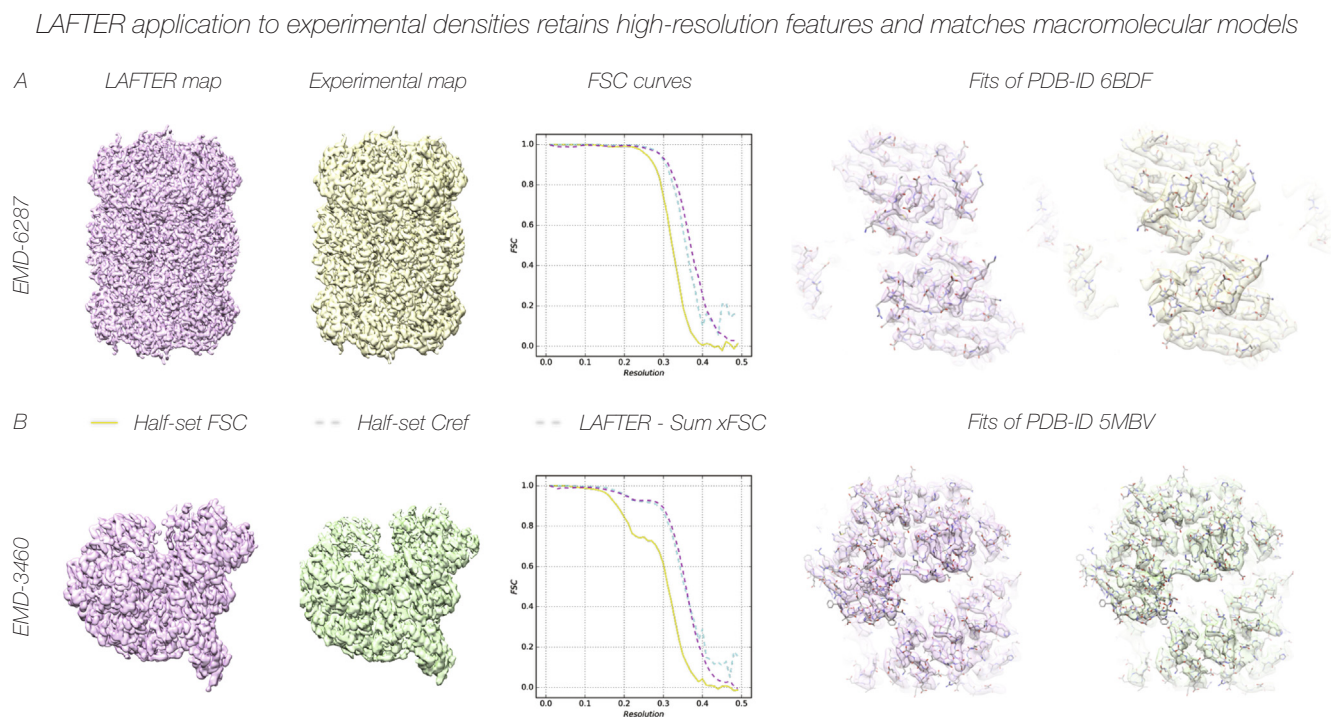 LAFTER application to experimental densities retains high-resolution features and matches macromolecular models
A LAFTER map Experimental map FSC curves Fits of PDB-ID 6BDF
EMD-6287
1.0
0.8
0.6
0.4
0.2
0.0
FSC
0.0 0.1 0.2 0.3 0.4 0.5
Resolution
B Half-set FSC Half-set Cref LAFTER - Sum xFSC Fits of PDB-ID 5MBV
EMD-3460
1.0
0.8
0.6
0.4
0.2
0.0
FSC
0.0 0.1 0.2 0.3 0.4 0.5
Resolution